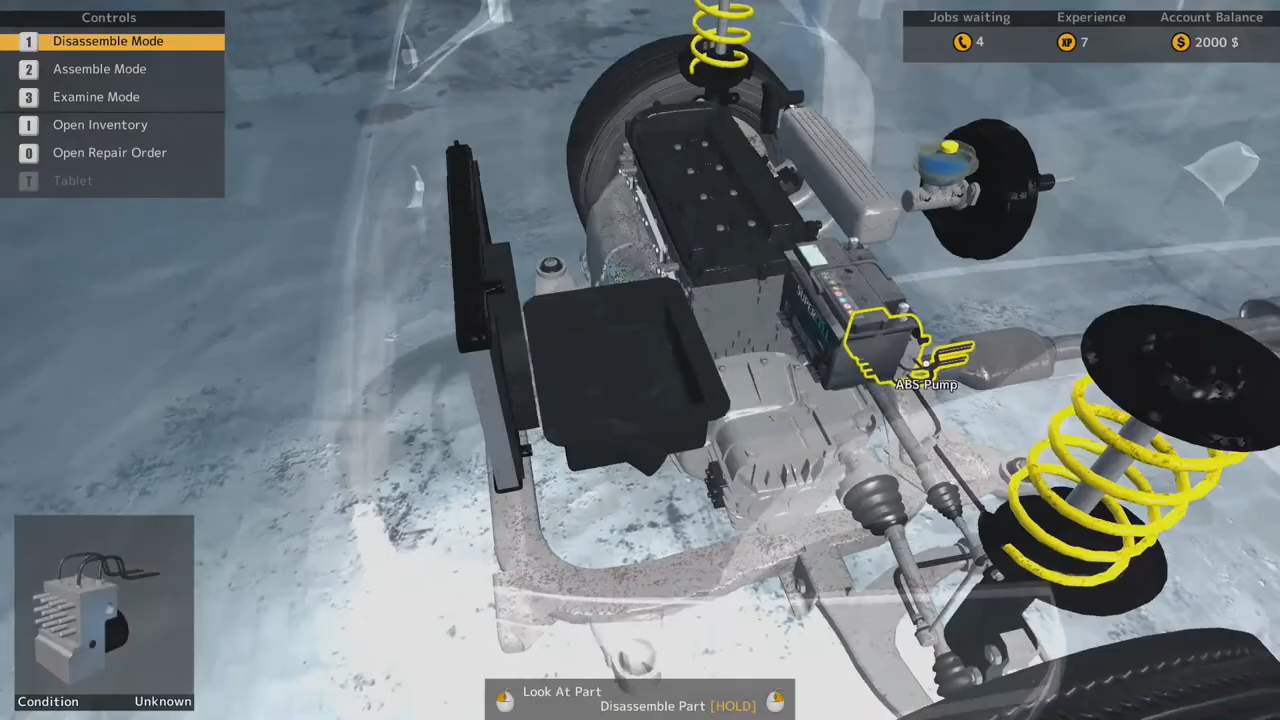 Controls
1 Disassemble Mode
2 Assemble Mode
3 Examine Mode
I Open Inventory
O Open Repair Order
T Tablet
Jobs waiting Experience Account Balance
4 XP 7 $ 2000 $
SUPER
ABS Pump
Condition Unknown
Look At Part
Disassemble Part [HOLD]